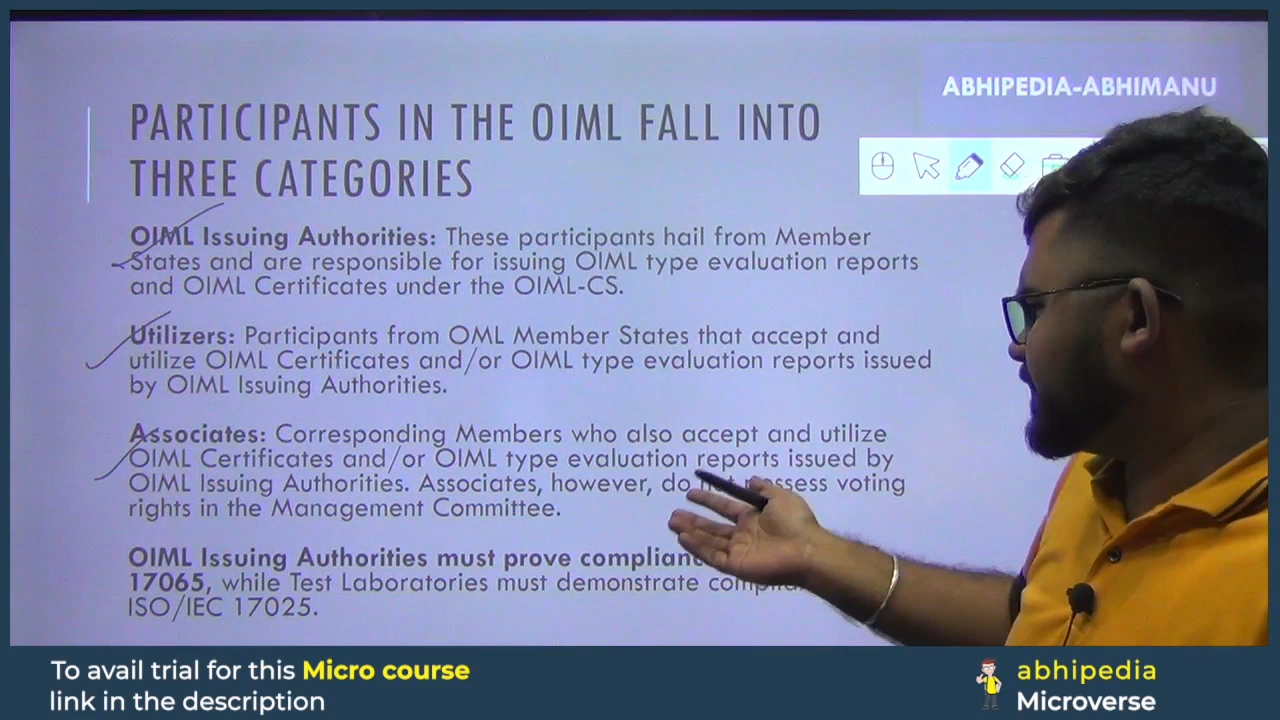 ABHIPEDIA-ABHIMANU
PARTICIPANTS IN THE OIML FALL INTO
THREE CATEGORIES
OIML Issuing Authorities: These participants hail from Member
States and are responsible for issuing OIML type evaluation reports
and OIML Certificates under the OIML-CS.
Utilizers: Participants from OML Member States that accept and
utilize OIML Certificates and/or OIML type evaluation reports issued
by OIML Issuing Authorities.
Associates: Corresponding Members who also accept and utilize
OIML Certificates and/or OIML type evaluation reports issued by
OIML Issuing Authorities. Associates, however, do not possess voting
rights in the Management Committee.
OIML Issuing Authorities must prove
17065, while Test Laboratories must demonstrate
ISO/IEC 17025.
To avail trial for this Micro course
link in the description
abhipedia
Microverse